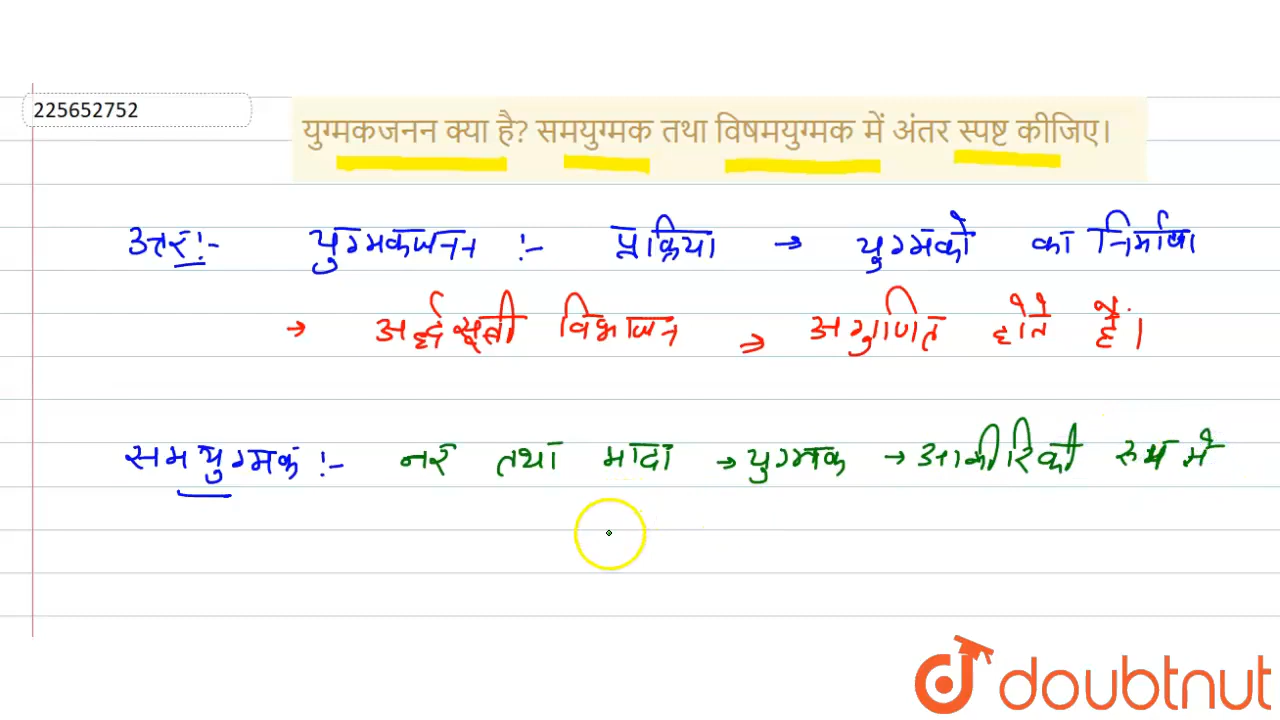 225652752
युग्मकजनन क्या है? समयुग्मक तथा विषमयुग्मक में अंतर स्पष्ट कीजिए।
उत्तर :- युग्मकजनन :- प्रक्रिया → युग्मकों का निर्माण
→ अर्द्धसूत्री विभाजन ⇒ अगुणित होते हैं।
समयुग्मक :- नर तथा मादा → युग्मक → आकारिकी रूप में
doubtnut